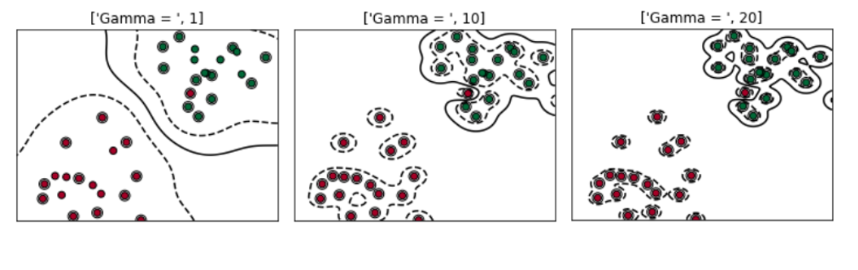 ['Gamma = ', 1]
['Gamma = ', 10]
['Gamma = ', 20]